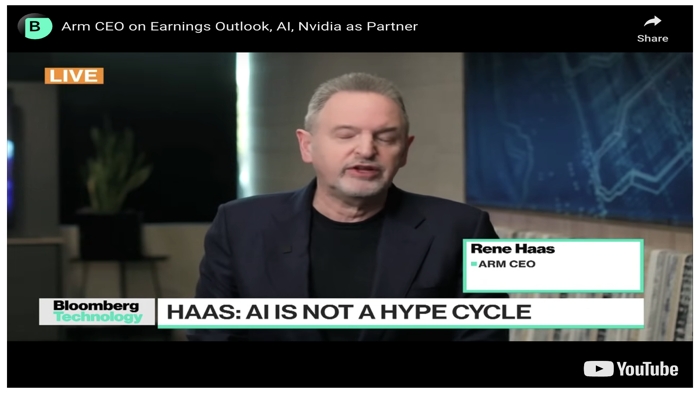 B
Arm CEO on Earnings Outlook, AI, Nvidia as Partner
Share
LIVE
Rene Haas
ARM CEO
Bloomberg
Technology
HAAS: AI IS NOT A HYPE CYCLE
YouTube